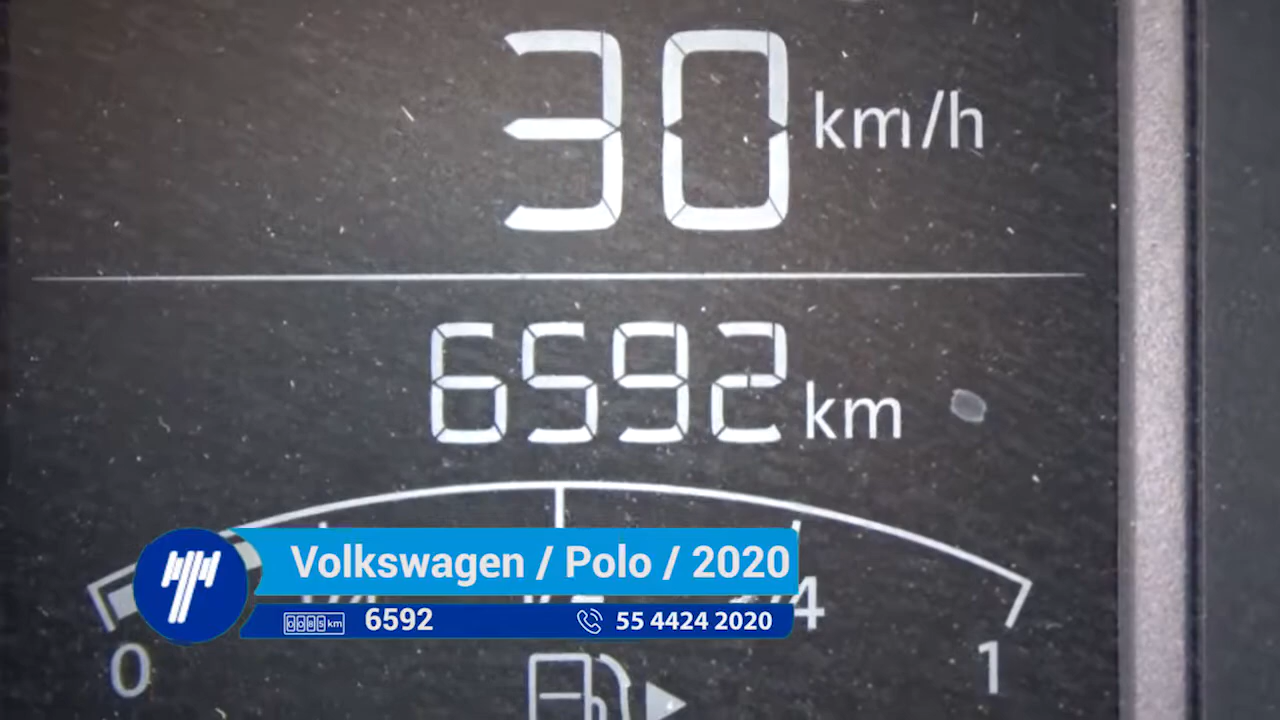 30 km/h
6592 km
Volkswagen / Polo / 2020
6592 55 4424 2020
0 1